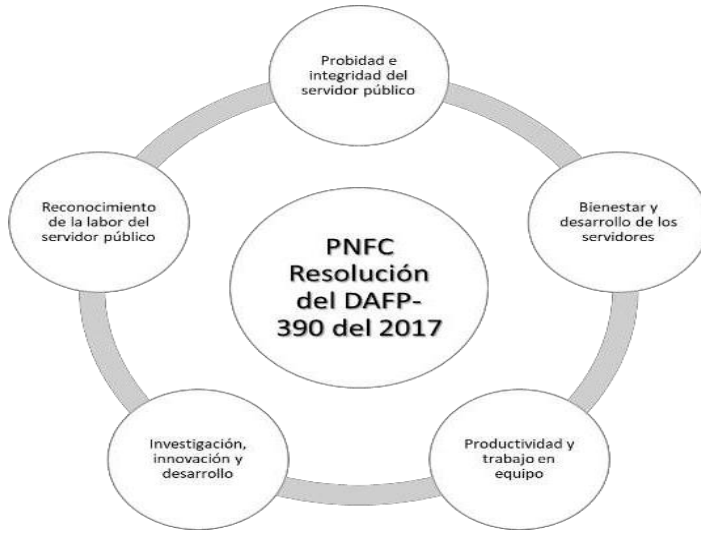 Probidad e
integridad del
servidor público
Reconocimiento
de la labor del
servidor público
Bienestar y
desarrollo de los
servidores
PNFC
Resolución
del DAFP-
390 del 2017
Investigación,
innovación y
desarrollo
Productividad y
trabajo en
equipo